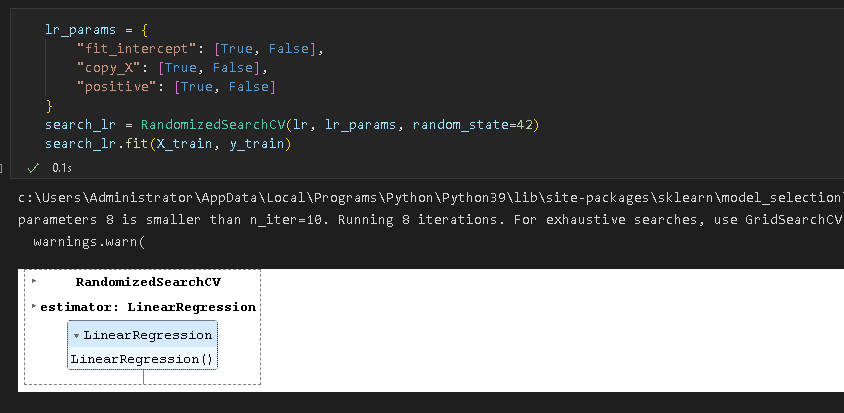 lr_params = {
    "fit_intercept": [True, False],
    "copy_X": [True, False],
    "positive": [True, False]
}
search_lr = RandomizedSearchCV(lr, lr_params, random_state=42)
search_lr.fit(X_train, y_train)
✓ 0.1s
c:\Users\Administrator\AppData\Local\Programs\Python\Python39\lib\site-packages\sklearn\model_selection\
parameters 8 is smaller than n_iter=10. Running 8 iterations. For exhaustive searches, use GridSearchCV
  warnings.warn(
RandomizedSearchCV
estimator: LinearRegression
LinearRegression
LinearRegression()